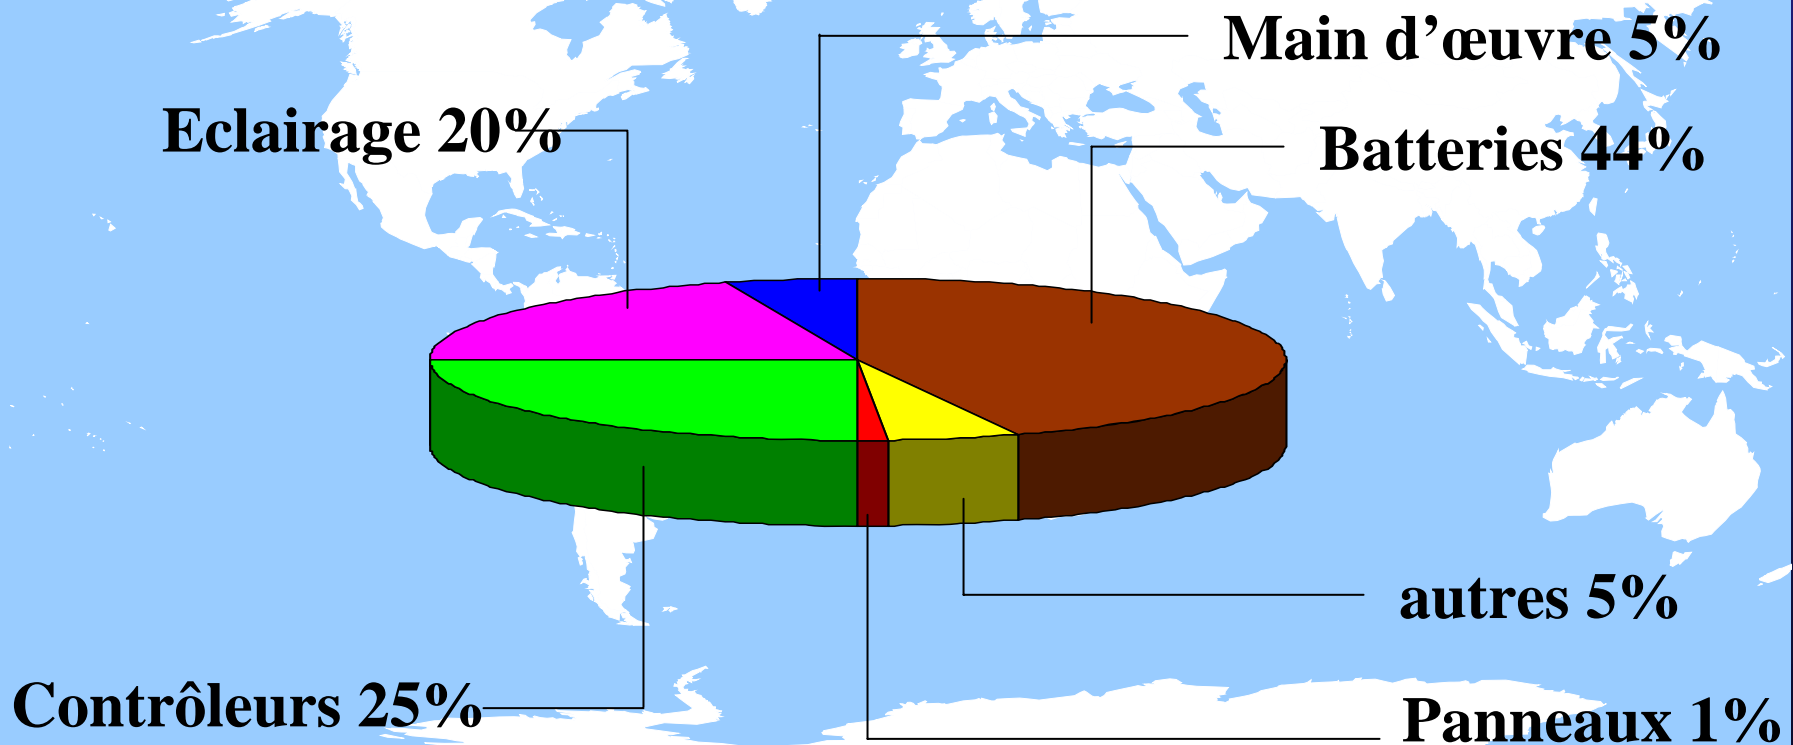 Main d’œuvre 5%
Eclairage 20%
Batteries 44%
autres 5%
Contrôleurs 25%
Panneaux 1%